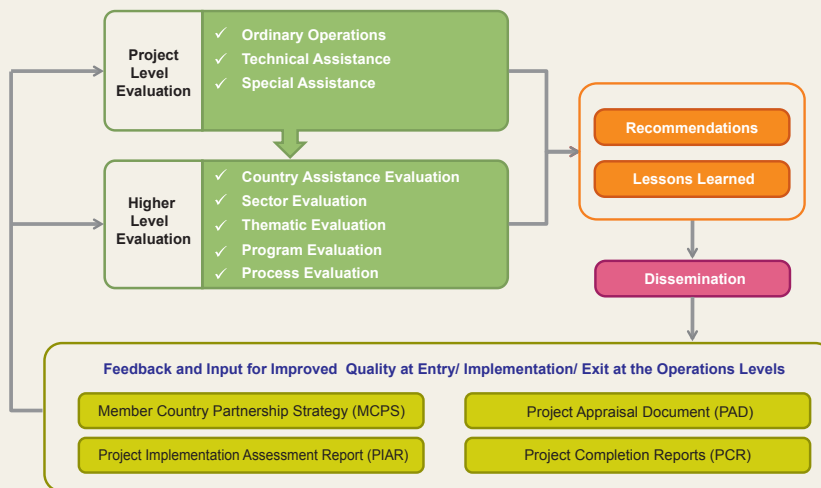 Project
Level
Evaluation
✓ Ordinary Operations
✓ Technical Assistance
✓ Special Assistance
Higher
Level
Evaluation
✓ Country Assistance Evaluation
✓ Sector Evaluation
✓ Thematic Evaluation
✓ Program Evaluation
✓ Process Evaluation
Recommendations
Lessons Learned
Dissemination
Feedback and Input for Improved Quality at Entry/ Implementation/ Exit at the Operations Levels
Member Country Partnership Strategy (MCPS)
Project Appraisal Document (PAD)
Project Implementation Assessment Report (PIAR)
Project Completion Reports (PCR)